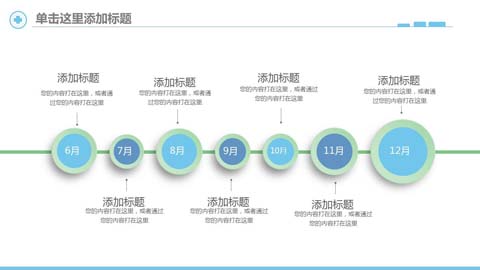 单击这里添加标题
添加标题
您的内容打在这里，或者通
过您的内容打在这里
添加标题
您的内容打在这里，或者通
过您的内容打在这里
添加标题
您的内容打在这里，或者通过
您的内容打在这里
添加标题
您的内容打在这里，或者通
过您的内容打在这里
6月
7月
8月
9月
10月
11月
12月
添加标题
您的内容打在这里，或者通过
您的内容打在这里
添加标题
您的内容打在这里，或者通过
您的内容打在这里
添加标题
您的内容打在这里，或者通过
您的内容打在这里